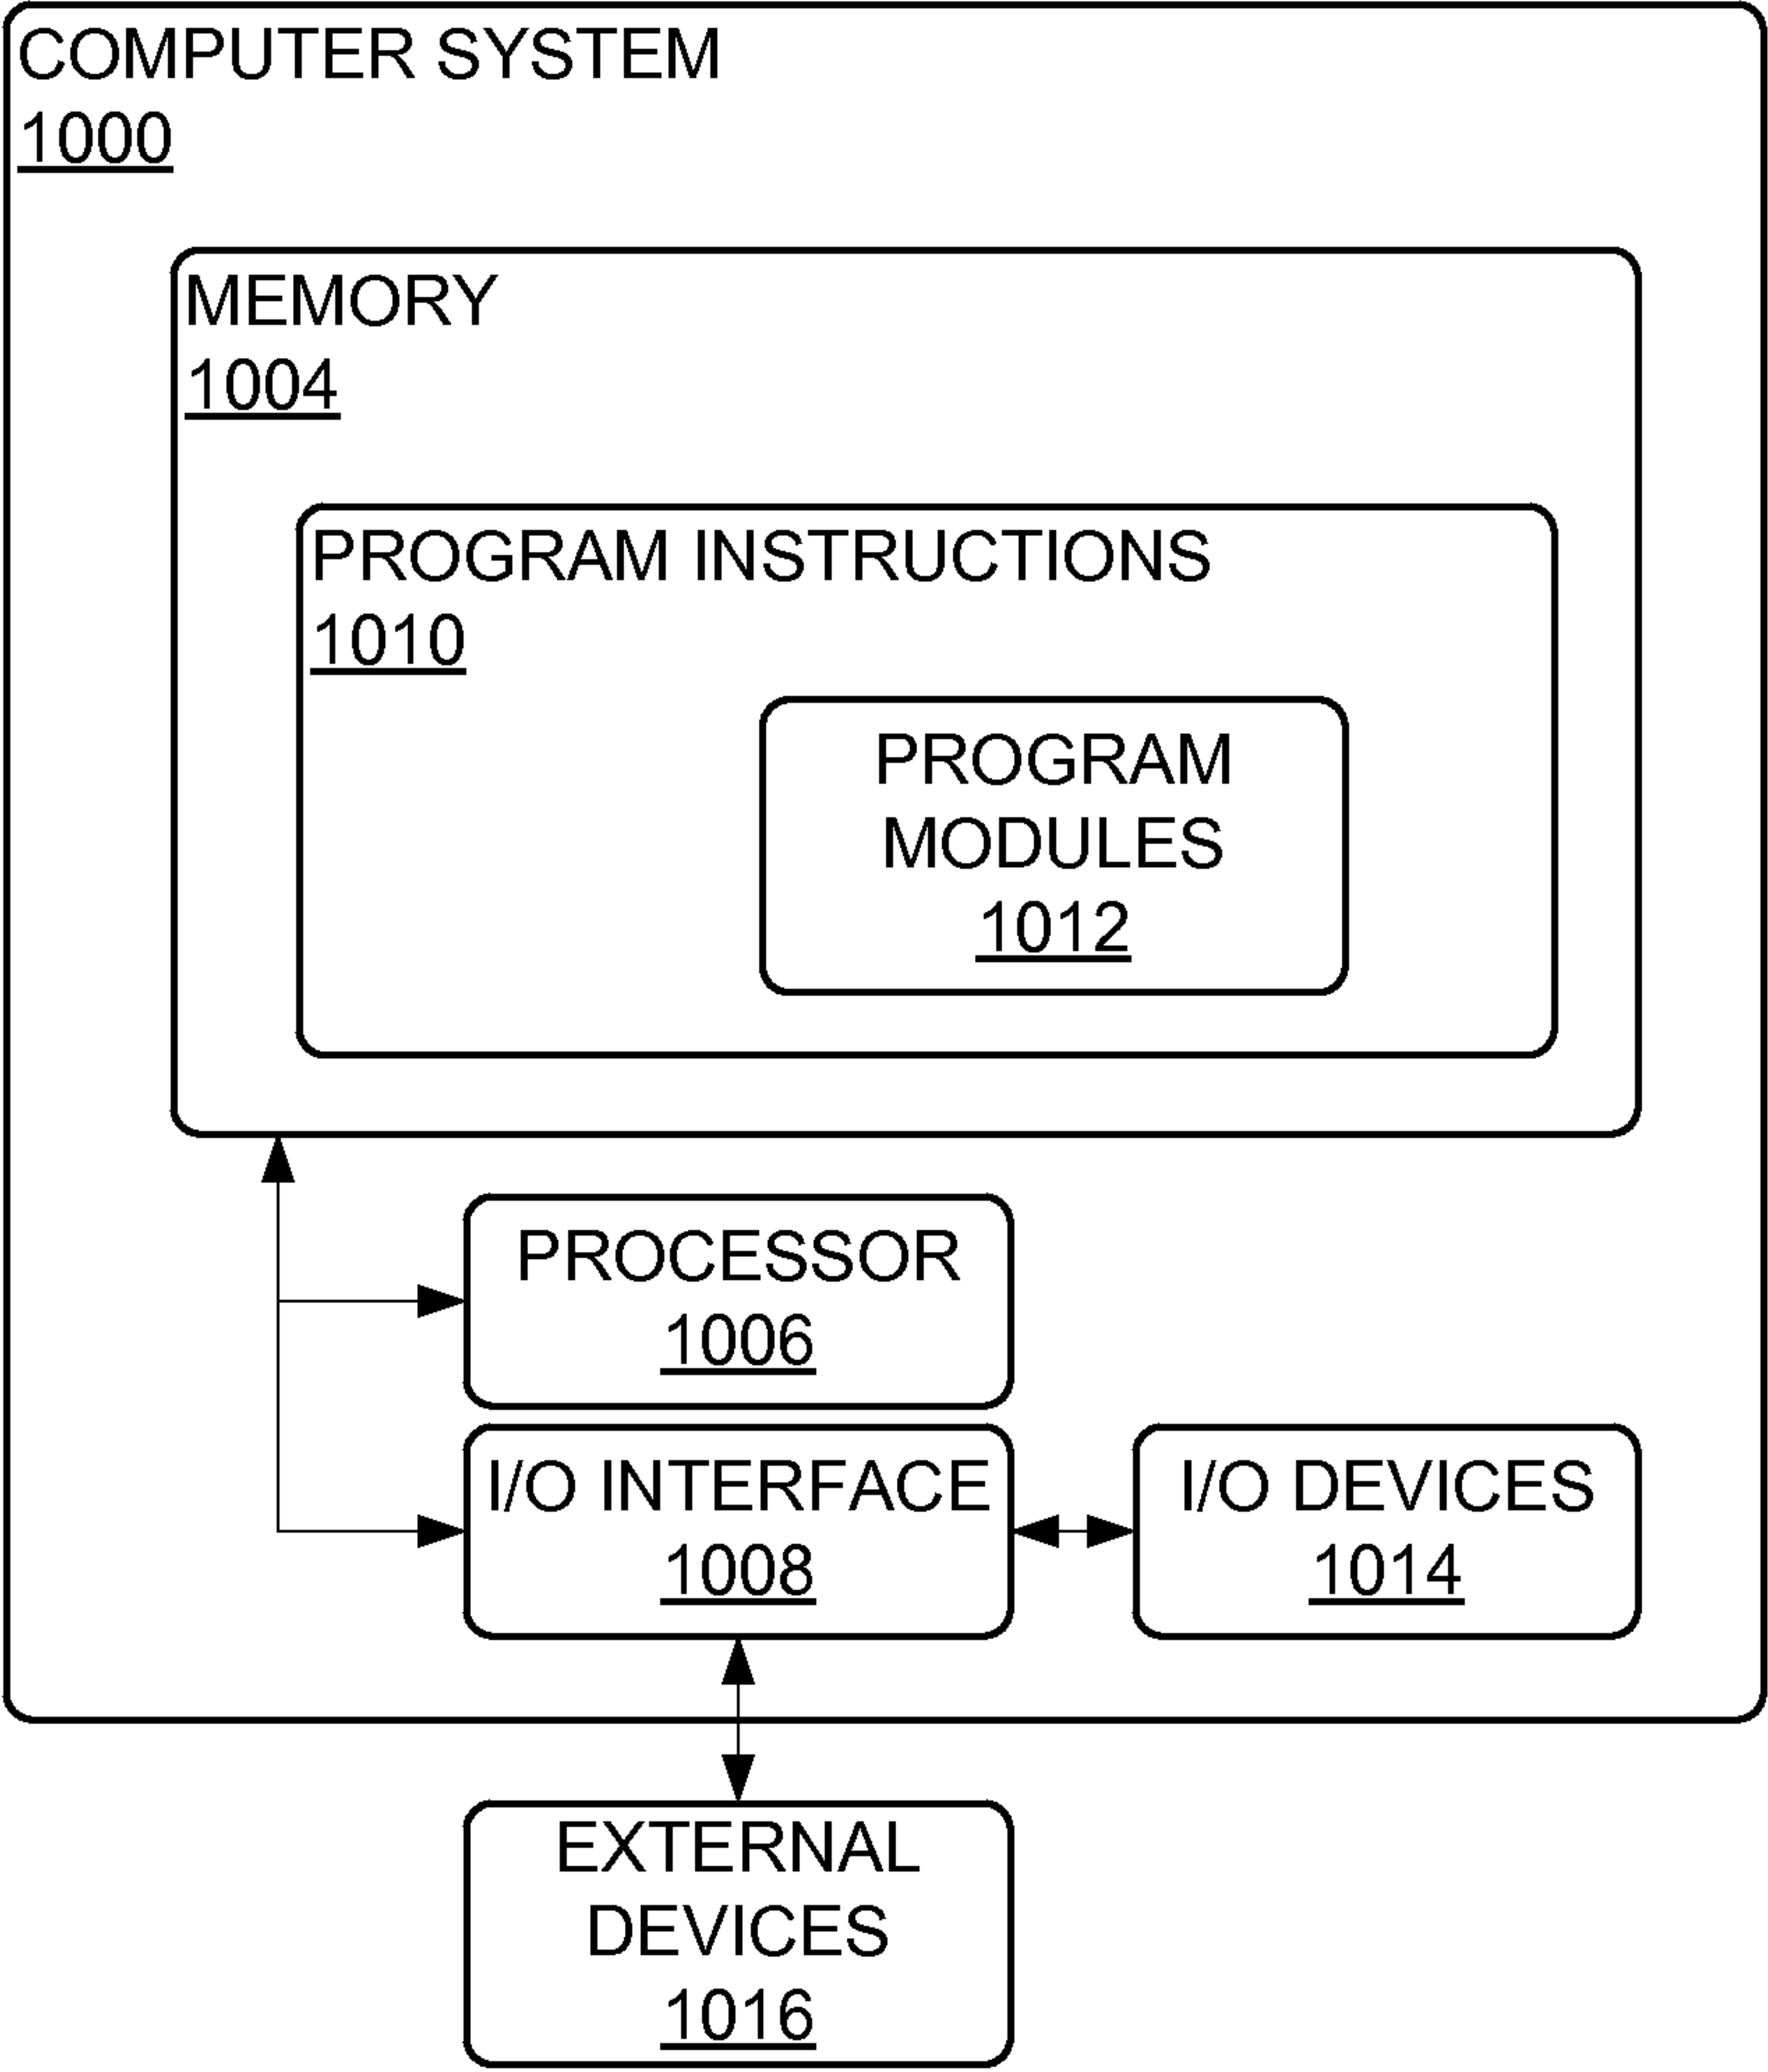 COMPUTER SYSTEM
1000
MEMORY
1004
PROGRAM INSTRUCTIONS
1010
PROGRAM
MODULES
1012
PROCESSOR
1006
I/O INTERFACE
1008
I/O DEVICES
1014
EXTERNAL
DEVICES
1016